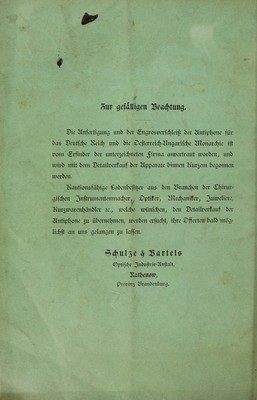 Zur gefälligen Beachtung.
Die Anfertigung und der Engrosverschleiß der Antiphone für
das Deutsche Reich und die Oesterreich-Ungarische Monarchie ist
vom Erfinder der unterzeichneten Firma anvertraut worden, und
wird mit dem Detailverkauf der Apparate binnen Kurzem begonnen
werden.
Kautionsfähige Ladenbesitzer aus den Branchen der Chirur-
gischen Instrumentenmacher, Optiker, Mechaniker, Juweliere,
Kurzwarenhändler ꝛc., welche wünschen, den Detailverkauf der
Antiphone zu übernehmen, werden ersucht, ihre Offerten bald mög-
lichst an uns gelangen zu lassen.
Schulze & Bartels
Optische Industrie-Anstalt.
Rathenow,
Provinz Brandenburg.